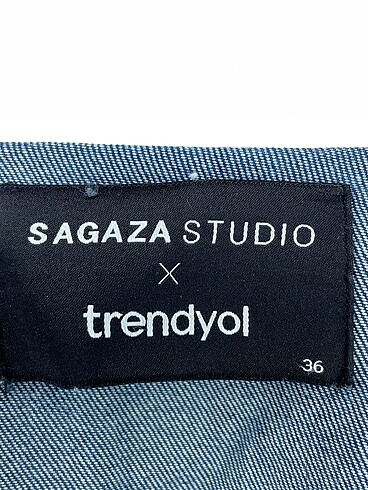 SAGAZA STUDIO
X
trendyol
36